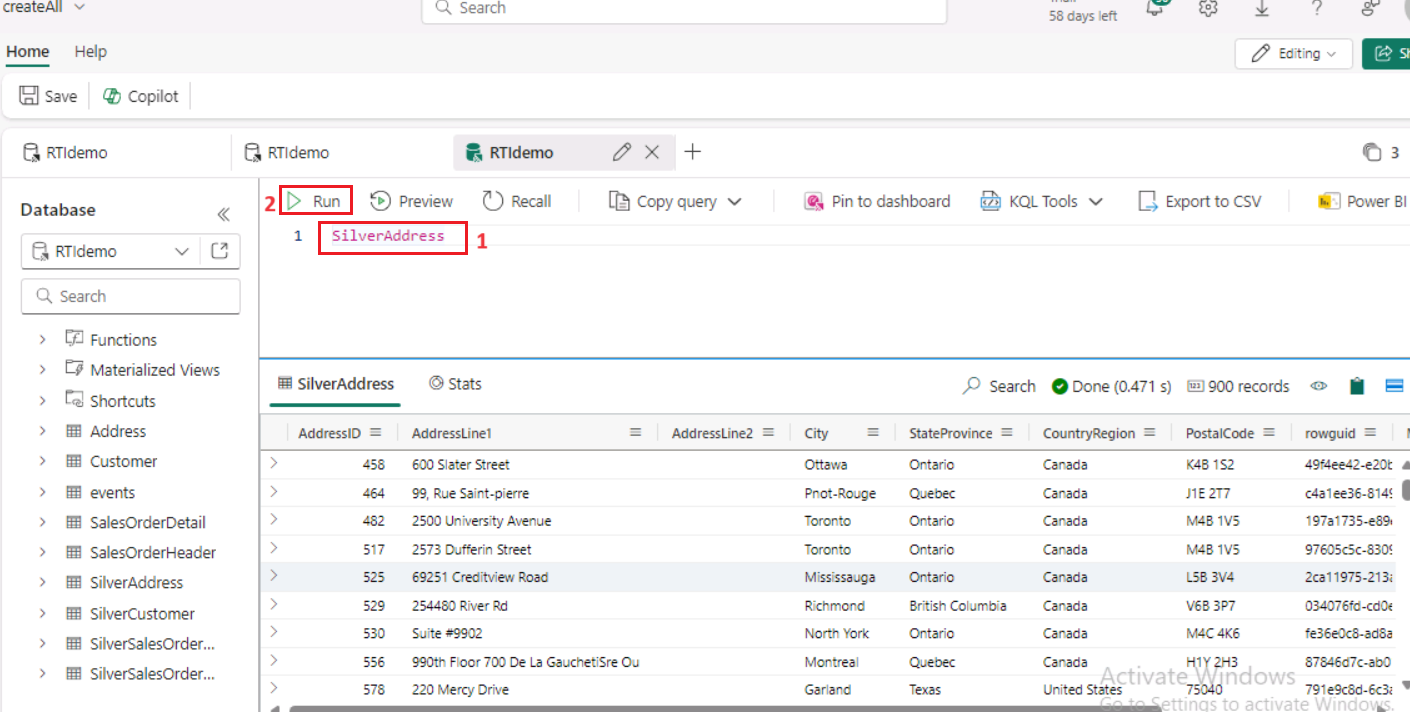 createAll
Search
58 days left
Home Help
Editing
Save Copilot
RTIdemo RTIdemo RTIdemo 3
Database
2 Run Preview Recall Copy query Pin to dashboard KQL Tools Export to CSV Power BI
1 SilverAddress 1
RTIdemo
Search
Functions
Materialized Views
Shortcuts
Address
Customer
events
SalesOrderDetail
SalesOrderHeader
SilverAddress
SilverCustomer
SilverSalesOrder...
SilverSalesOrder...
SilverAddress Stats Search Done (0.471 s) 900 records
AddressID AddressLine1 AddressLine2 City StateProvince CountryRegion PostalCode rowguid
458 600 Slater Street Ottawa Ontario Canada K4B 1S2 49f4ee42-e20b
464 99, Rue Saint-pierre Pnot-Rouge Quebec Canada J1E 2T7 c4a1ee36-8149
482 2500 University Avenue Toronto Ontario Canada M4B 1V5 197a1735-e89
517 2573 Dufferin Street Toronto Ontario Canada M4B 1V5 97605c5c-8309
525 69251 Creditview Road Mississauga Ontario Canada L5B 3V4 2ca11975-213
529 254480 River Rd Richmond British Columbia Canada V6B 3P7 034076fd-cd0e
530 Suite #9902 North York Ontario Canada M4C 4K6 fe36e0c8-ad8a
556 990th Floor 700 De La GauchetiSre Ou Montreal Quebec Canada H1Y 2H3 87846d7c-ab0
578 220 Mercy Drive Garland Texas United States 75040 791e9c8d-6c3
Activate Windows
Go to Settings to activate Windows.